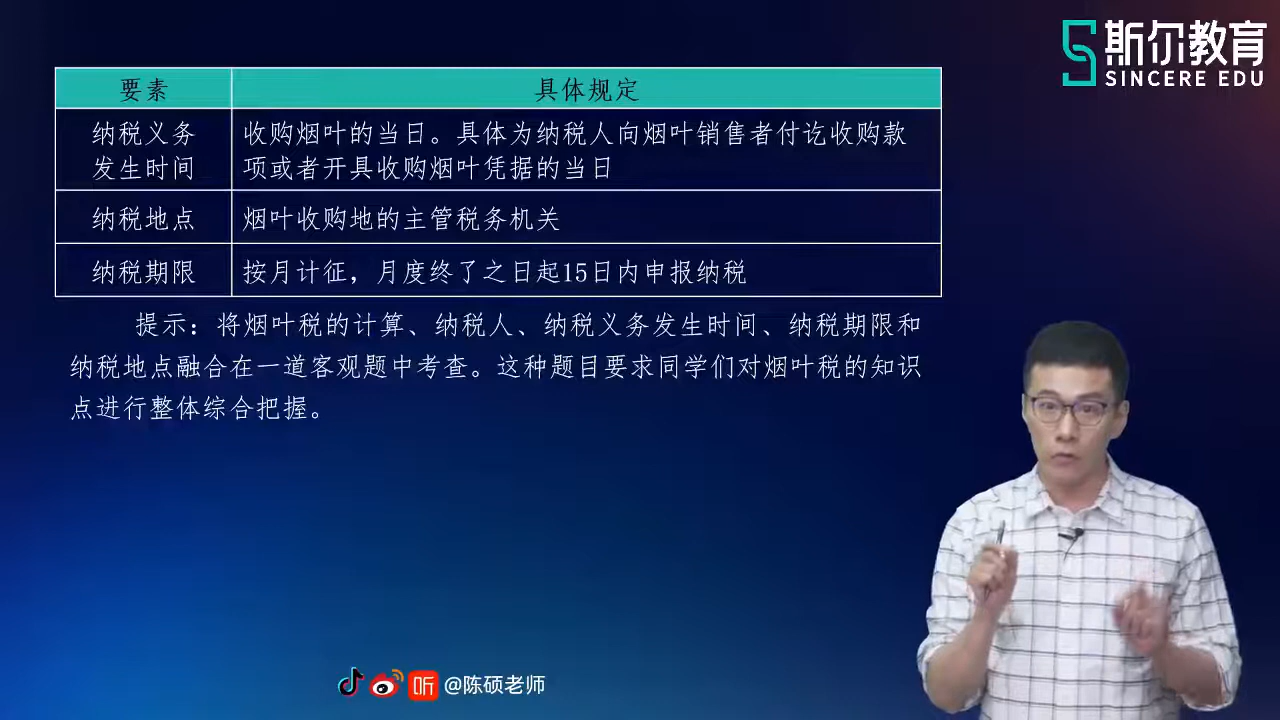 斯尔教育
SINCERE EDU
要素
具体规定
纳税义务
发生时间
收购烟叶的当日。具体为纳税人向烟叶销售者付讫收购款
项或者开具收购烟叶凭据的当日
纳税地点
烟叶收购地的主管税务机关
纳税期限
按月计征，月度终了之日起15日内申报纳税
提示：将烟叶税的计算、纳税人、纳税义务发生时间、纳税期限和
纳税地点融合在一道客观题中考查。这种题目要求同学们对烟叶税的知识
点进行整体综合把握。
听 @陈硕老师